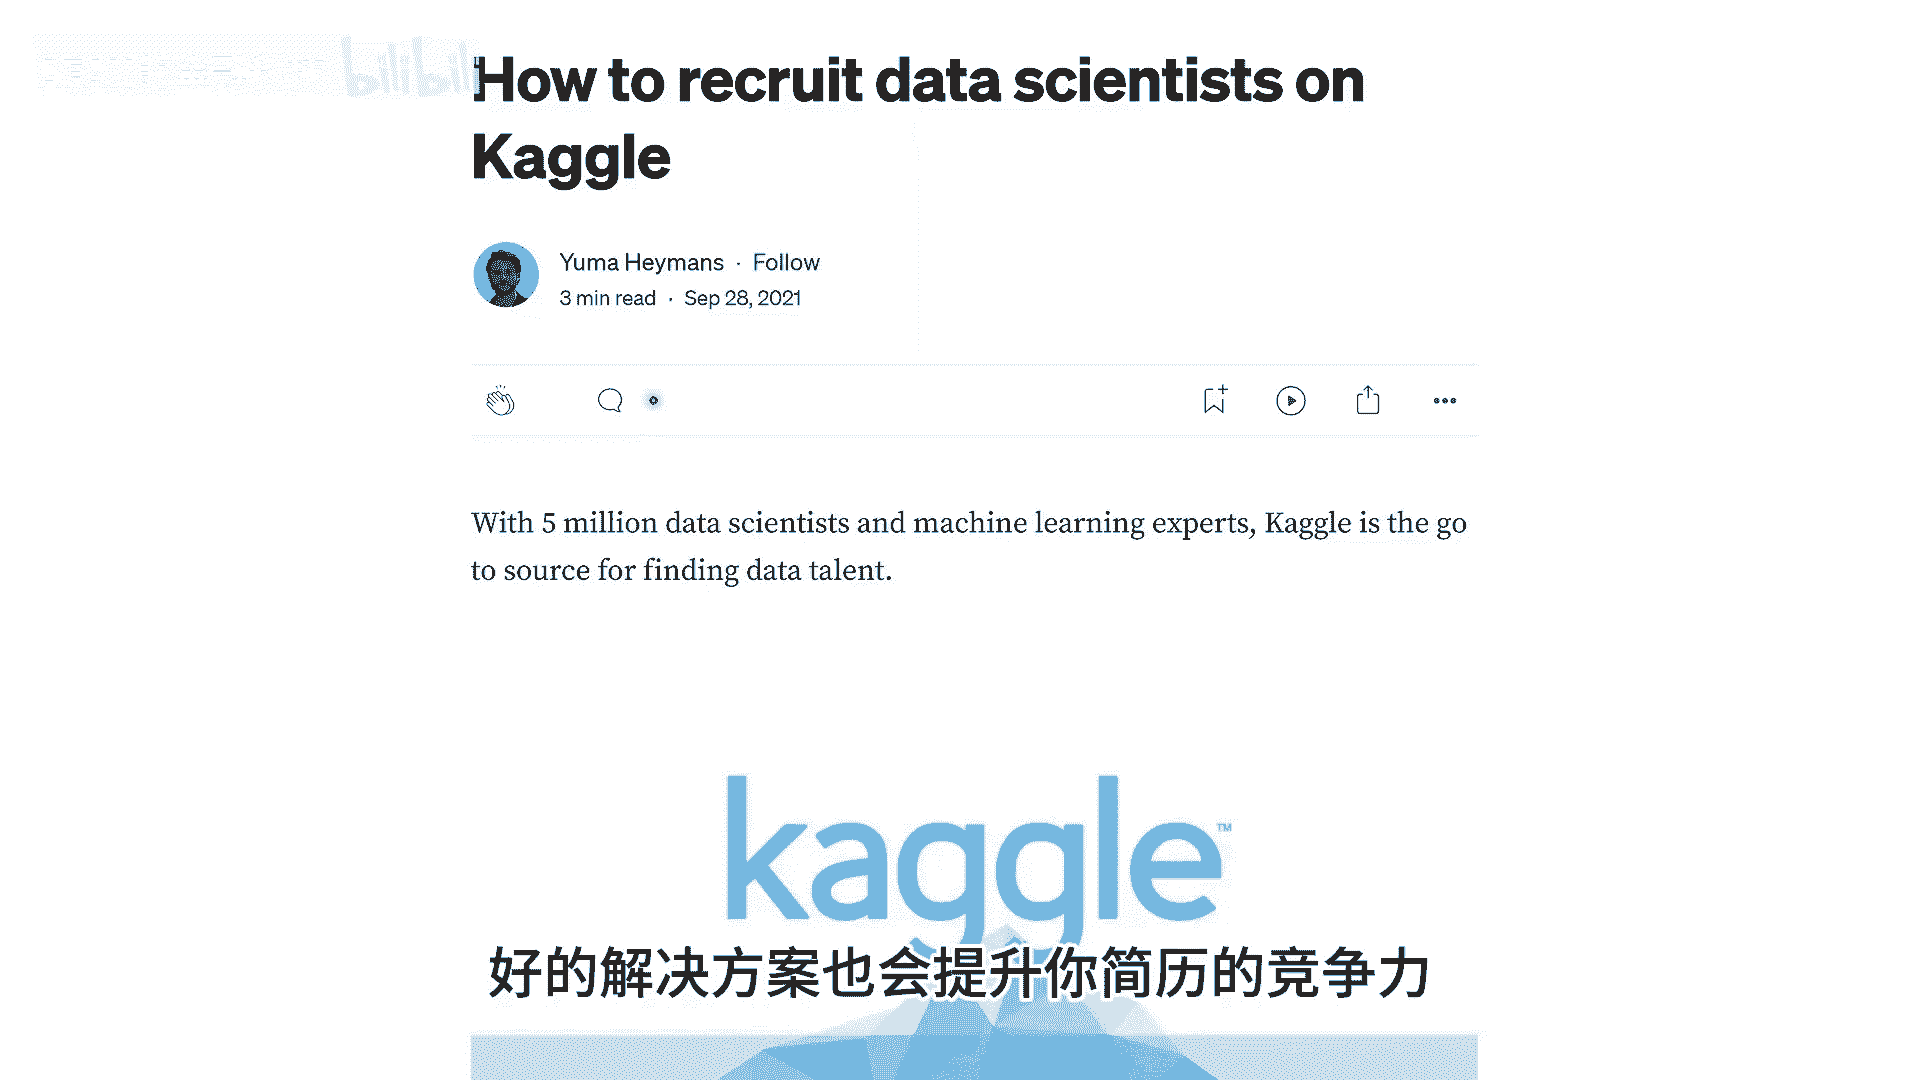 bilibili
How to recruit data scientists on
Kaggle
Yuma Heymans · Follow
3 min read · Sep 28, 2021
With 5 million data scientists and machine learning experts, Kaggle is the go
to source for finding data talent.
kaggle™
好的解决方案也会提升你简历的竞争力